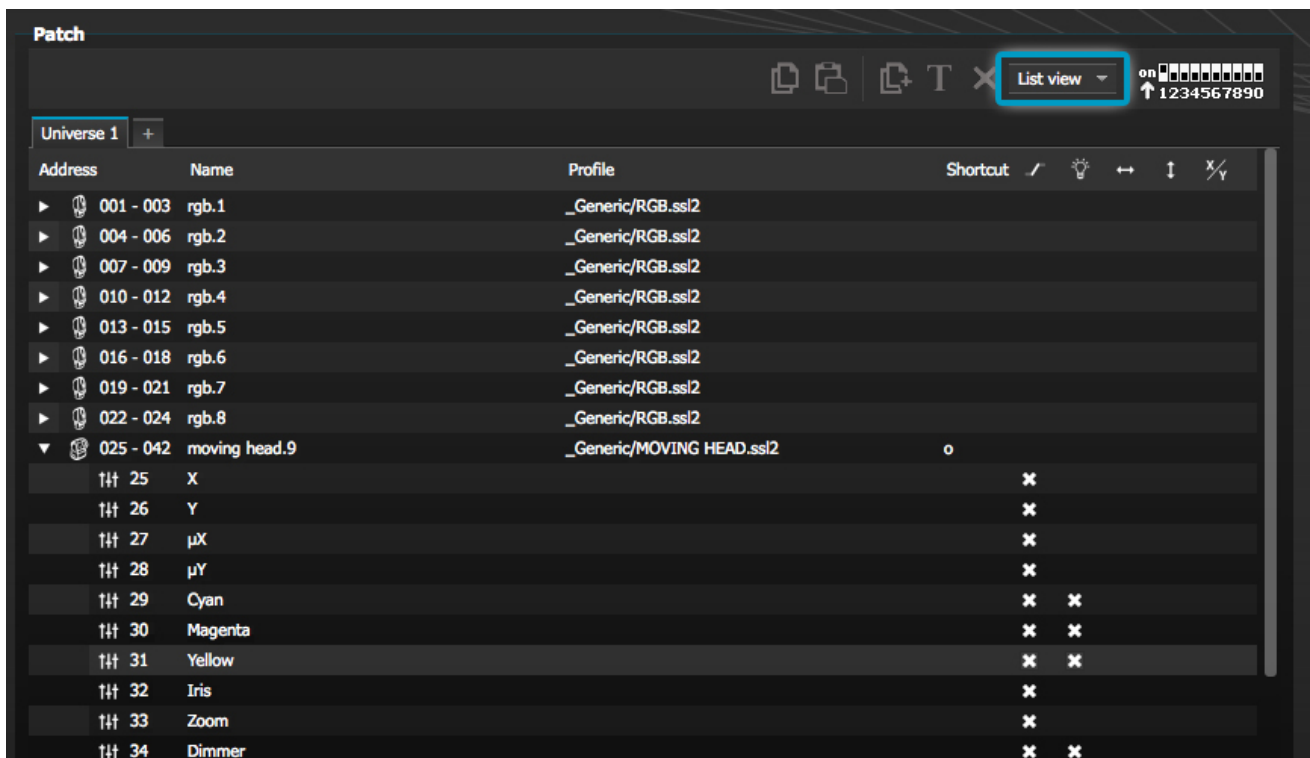 Patch
T List view on 1234567890
Universe 1 +
Address Name Profile Shortcut X/Y
001 - 003 rgb.1 _Generic/RGB.ssl2
004 - 006 rgb.2 _Generic/RGB.ssl2
007 - 009 rgb.3 _Generic/RGB.ssl2
010 - 012 rgb.4 _Generic/RGB.ssl2
013 - 015 rgb.5 _Generic/RGB.ssl2
016 - 018 rgb.6 _Generic/RGB.ssl2
019 - 021 rgb.7 _Generic/RGB.ssl2
022 - 024 rgb.8 _Generic/RGB.ssl2
025 - 042 moving head.9 _Generic/MOVING HEAD.ssl2 o
25 X
26 Y
27 µX
28 µY
29 Cyan
30 Magenta
31 Yellow
32 Iris
33 Zoom
34 Dimmer